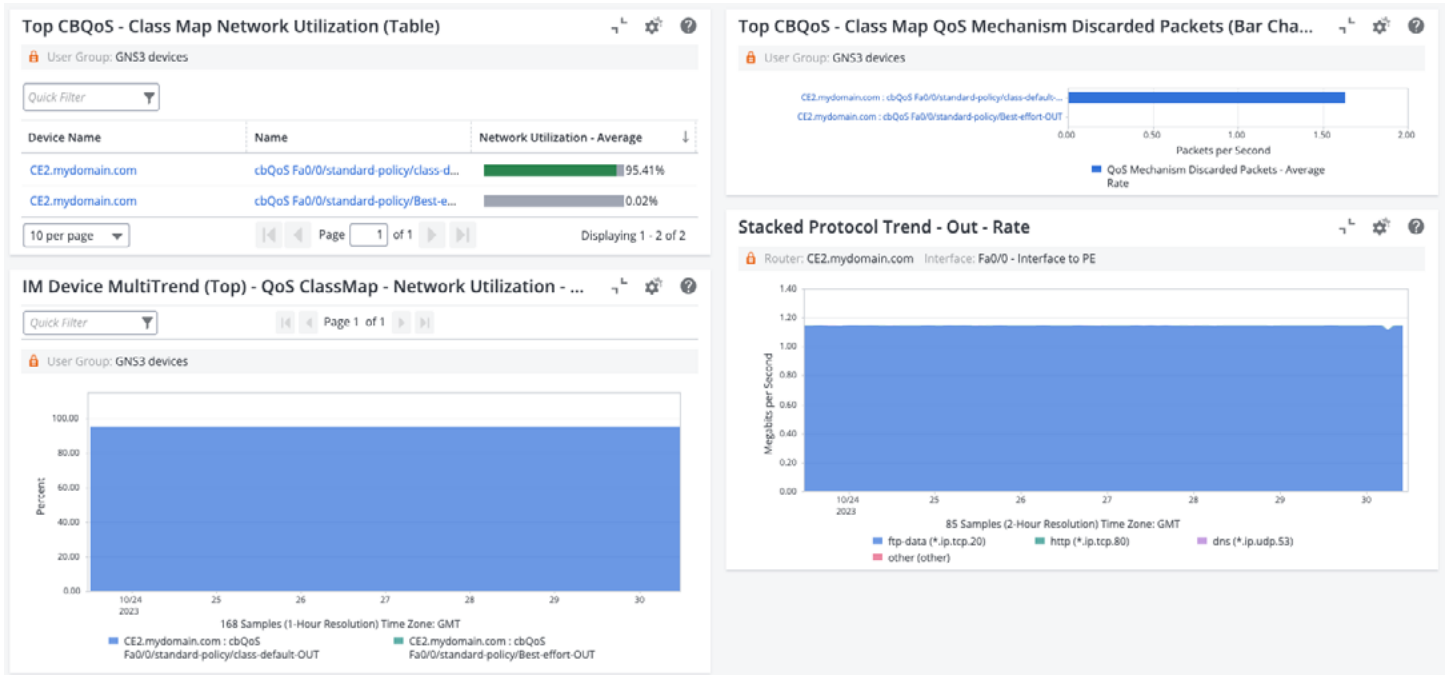 Top CBQoS - Class Map Network Utilization (Table)
User Group: GNS3 devices
Quick Filter
Device Name Name Network Utilization - Average
CE2.mydomain.com cbQoS Fa0/0/standard-policy/class-d... 95.41%
CE2.mydomain.com cbQoS Fa0/0/standard-policy/Best-e... 0.02%
10 per page Page 1 of 1 Displaying 1 - 2 of 2
IM Device MultiTrend (Top) - QoS ClassMap - Network Utilization - ...
Quick Filter Page 1 of 1
User Group: GNS3 devices
100.00
80.00
60.00
40.00
20.00
0.00
Percent
10/24 25 26 27 28 29 30
2023
168 Samples (1-Hour Resolution) Time Zone: GMT
CE2.mydomain.com : cbQoS
Fa0/0/standard-policy/class-default-OUT
CE2.mydomain.com : cbQoS
Fa0/0/standard-policy/Best-effort-OUT
Top CBQoS - Class Map QoS Mechanism Discarded Packets (Bar Cha...
User Group: GNS3 devices
CE2.mydomain.com : cbQoS Fa0/0/standard-policy/class-default-...
CE2.mydomain.com : cbQoS Fa0/0/standard-policy/Best-effort-OUT
0.00 0.50 1.00 1.50 2.00
Packets per Second
QoS Mechanism Discarded Packets - Average
Rate
Stacked Protocol Trend - Out - Rate
Router: CE2.mydomain.com Interface: Fa0/0 - Interface to PE
1.40
1.20
1.00
0.80
0.60
0.40
0.20
0.00
Megabits per Second
10/24 25 26 27 28 29 30
2023
85 Samples (2-Hour Resolution) Time Zone: GMT
ftp-data (*.ip.tcp.20) http (*.ip.tcp.80) dns (*.ip.udp.53)
other (other)